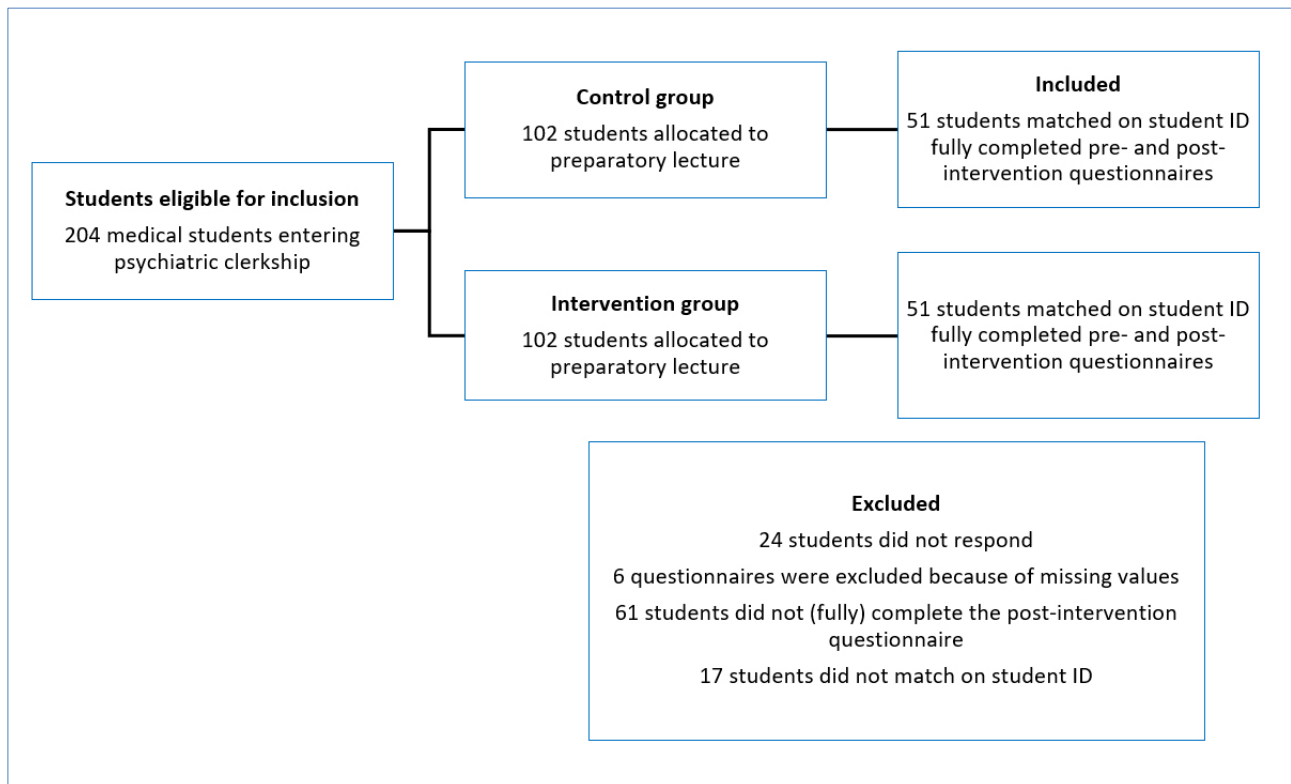 Students eligible for inclusion
204 medical students entering
psychiatric clerkship
Control group
102 students allocated to
preparatory lecture
Included
51 students matched on student ID
fully completed pre- and post-
intervention questionnaires
Intervention group
102 students allocated to
preparatory lecture
51 students matched on student ID
fully completed pre- and post-
intervention questionnaires
Excluded
24 students did not respond
6 questionnaires were excluded because of missing values
61 students did not (fully) complete the post-intervention
questionnaire
17 students did not match on student ID